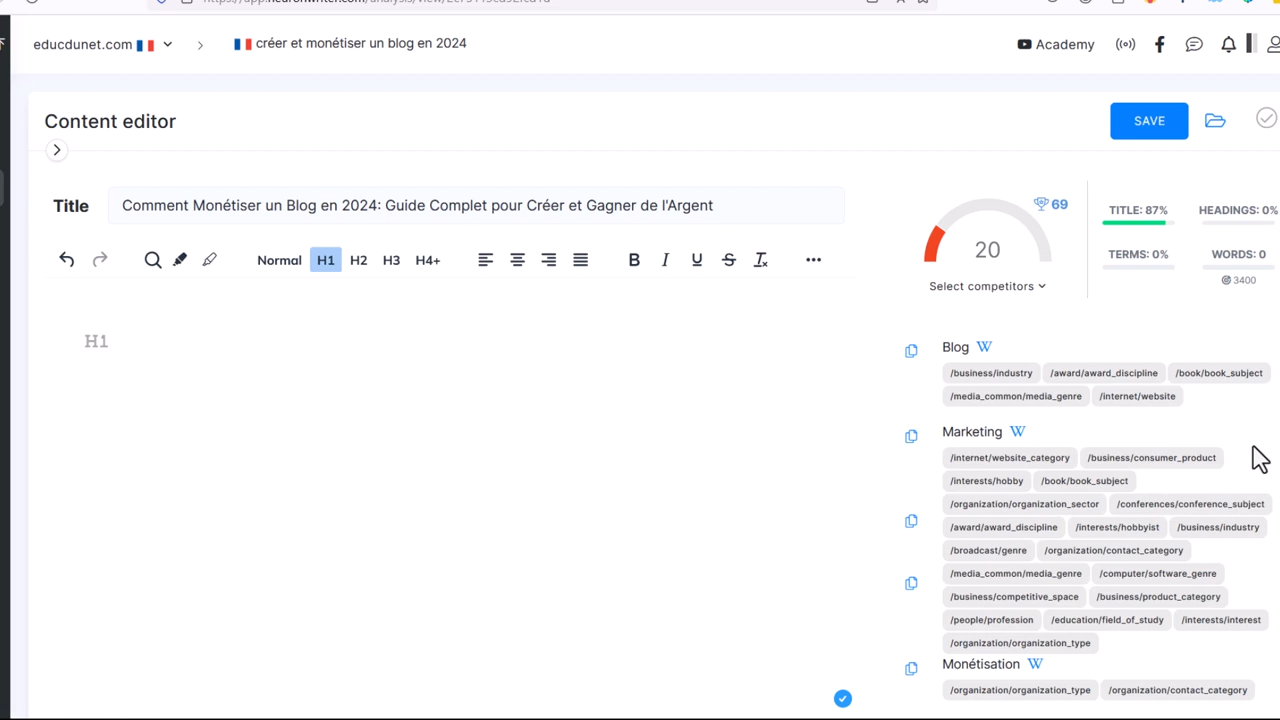 educdunet.com
créer et monétiser un blog en 2024
Academy
Content editor
SAVE
Title
Comment Monétiser un Blog en 2024: Guide Complet pour Créer et Gagner de l'Argent
69
20
Select competitors
TITLE: 87%
HEADINGS: 0%
TERMS: 0%
WORDS: 0
3400
Normal H1 H2 H3 H4+ B I U S
H1
Blog W
/business/industry /award/award_discipline /book/book_subject
/media_common/media_genre /internet/website
Marketing W
/internet/website_category /business/consumer_product
/interests/hobby /book/book_subject
/organization/organization_sector /conferences/conference_subject
/award/award_discipline /interests/hobbyist /business/industry
/broadcast/genre /organization/contact_category
/media_common/media_genre /computer/software_genre
/business/competitive_space /business/product_category
/people/profession /education/field_of_study /interests/interest
/organization/organization_type
Monétisation W
/organization/organization_type /organization/contact_category